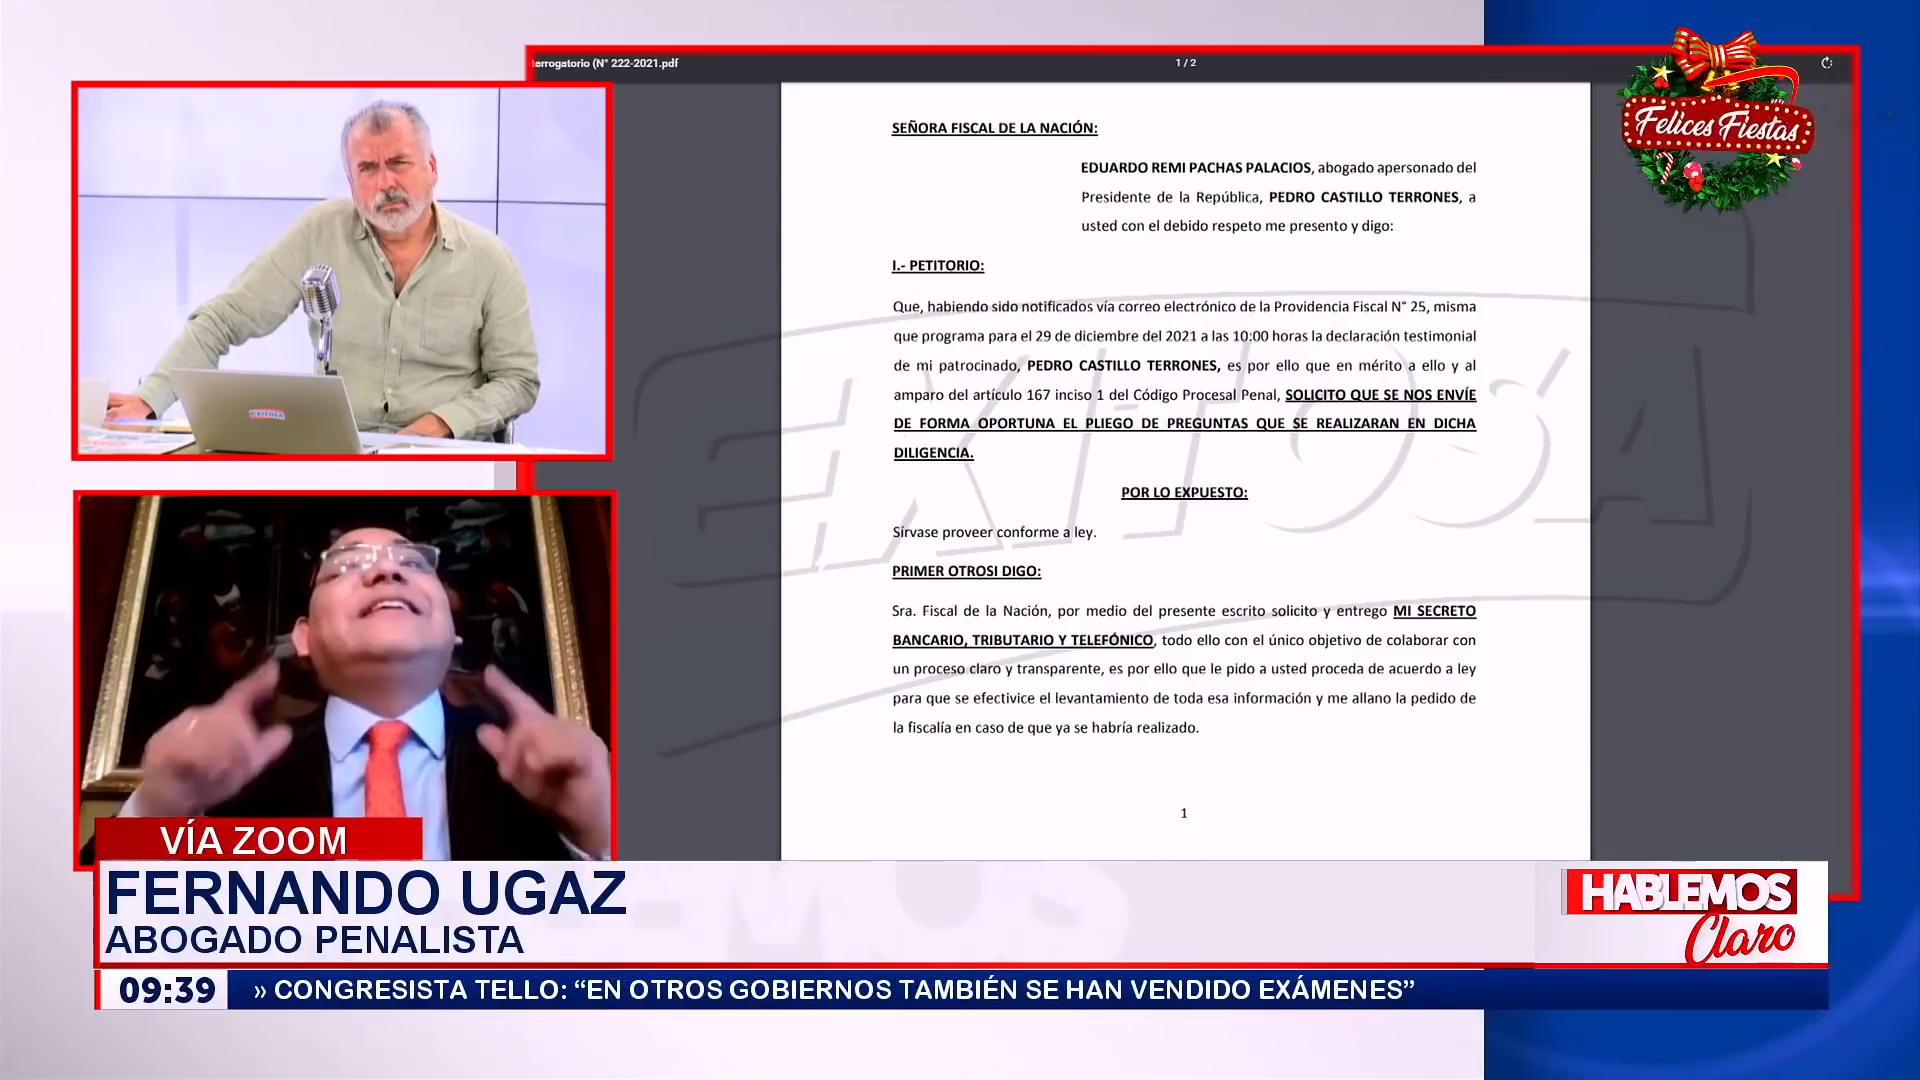 terrogatorio (N° 222-2021.pdf
1 / 2
Felices Fiestas
SEÑORA FISCAL DE LA NACIÓN:
EDUARDO REMI PACHAS PALACIOS, abogado apersonado del
Presidente de la República, PEDRO CASTILLO TERRONES, a
usted con el debido respeto me presento y digo:
I.- PETITORIO:
Que, habiendo sido notificados vía correo electrónico de la Providencia Fiscal N° 25, misma
que programa para el 29 de diciembre del 2021 a las 10:00 horas la declaración testimonial
de mi patrocinado, PEDRO CASTILLO TERRONES, es por ello que en mérito a ello y al
amparo del artículo 167 inciso 1 del Código Procesal Penal, SOLICITO QUE SE NOS ENVÍE
DE FORMA OPORTUNA EL PLIEGO DE PREGUNTAS QUE SE REALIZARAN EN DICHA
DILIGENCIA.
POR LO EXPUESTO:
Sírvase proveer conforme a ley.
PRIMER OTROSI DIGO:
Sra. Fiscal de la Nación, por medio del presente escrito solicito y entrego MI SECRETO
BANCARIO, TRIBUTARIO Y TELEFÓNICO, todo ello con el único objetivo de colaborar con
un proceso claro y transparente, es por ello que le pido a usted proceda de acuerdo a ley
para que se efectivice el levantamiento de toda esa información y me allano la pedido de
la fiscalía en caso de que ya se habría realizado.
1
EXITOSA
EXITOSA
VÍA ZOOM
FERNANDO UGAZ
ABOGADO PENALISTA
HABLEMOS
Claro
09:39
» CONGRESISTA TELLO: “EN OTROS GOBIERNOS TAMBIÉN SE HAN VENDIDO EXÁMENES”